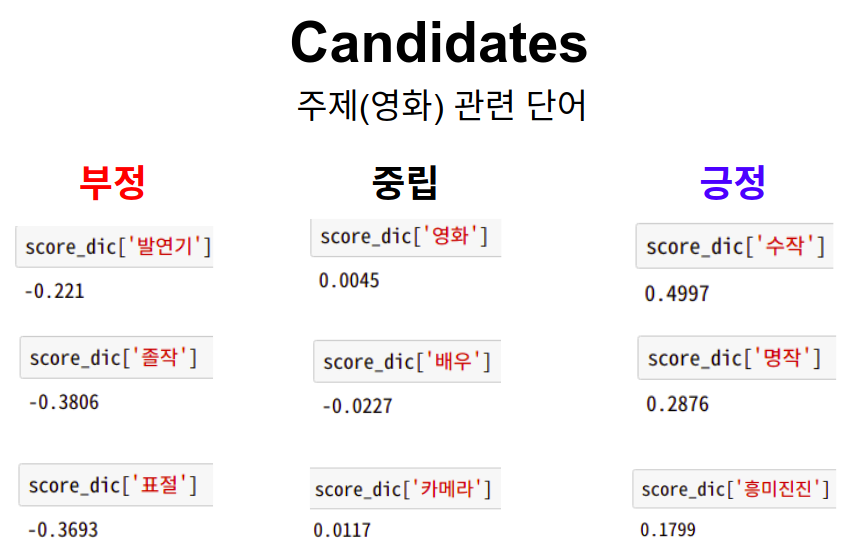 Candidates
주제(영화) 관련 단어
부정
score_dic['발연기']
-0.221
score_dic['졸작']
-0.3806
score_dic['표절']
-0.3693
중립
score_dic['영화']
0.0045
score_dic['배우']
-0.0227
score_dic['카메라']
0.0117
긍정
score_dic['수작']
0.4997
score_dic['명작']
0.2876
score_dic['흥미진진']
0.1799